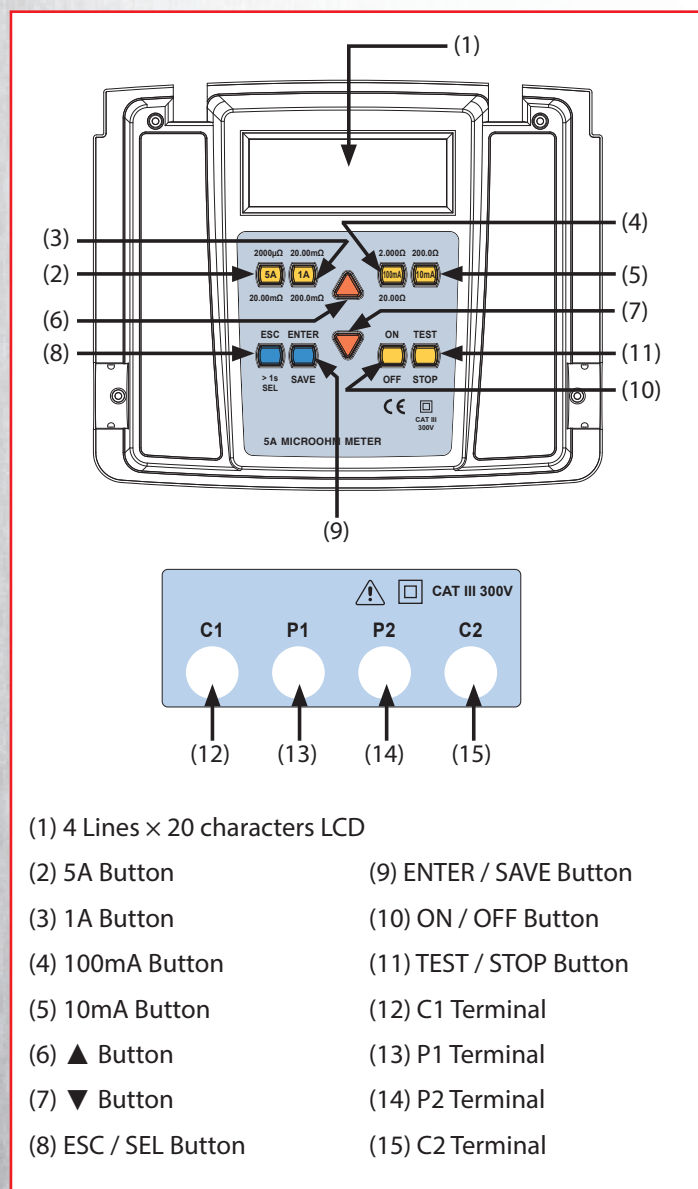 (1)
(3)
(4)
2000µΩ 20.00mΩ
2.000Ω 200.0Ω
(2)
5A 1A
100mA 10mA
(5)
20.00mΩ 200.0mΩ
20.00Ω
(6)
(7)
ESC ENTER
ON TEST
(8)
(11)
> 1s
SEL
SAVE
OFF STOP
(10)
CE
CAT III
300V
5A MICROOHM METER
(9)
CAT III 300V
C1 P1 P2 C2
(12) (13) (14) (15)
(1) 4 Lines × 20 characters LCD
(2) 5A Button
(3) 1A Button
(4) 100mA Button
(5) 10mA Button
(6) ▲ Button
(7) ▼ Button
(8) ESC / SEL Button
(9) ENTER / SAVE Button
(10) ON / OFF Button
(11) TEST / STOP Button
(12) C1 Terminal
(13) P1 Terminal
(14) P2 Terminal
(15) C2 Terminal